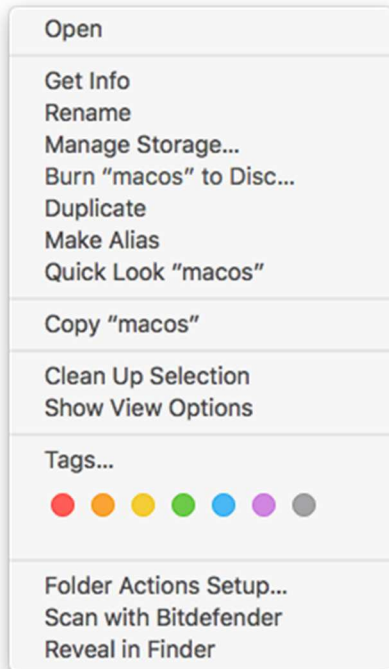 Open
Get Info
Rename
Manage Storage...
Burn “macos” to Disc...
Duplicate
Make Alias
Quick Look “macos”
Copy “macos”
Clean Up Selection
Show View Options
Tags...
Folder Actions Setup...
Scan with Bitdefender
Reveal in Finder